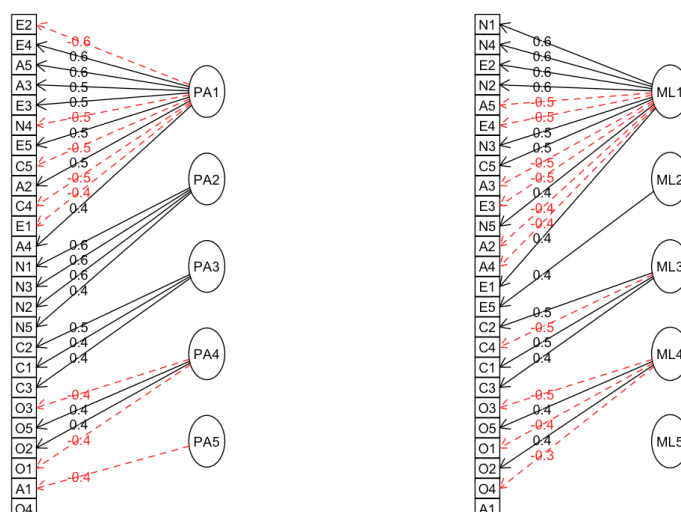 E2
E4
A5
A3
E3
N4
E5
C5
A2
C4
E1
A4
N1
N3
N2
N5
C2
C1
C3
O3
O5
O2
O1
A1
O4
-0.6
0.6
0.6
0.5
0.5
-0.5
0.5
-0.5
0.5
-0.5
-0.4
0.4
0.6
0.6
0.6
0.4
0.5
0.4
0.4
-0.4
0.4
0.4
-0.4
-0.4
PA1
PA2
PA3
PA4
PA5
N1
N4
E2
N2
A5
E4
N3
C5
A3
E3
N5
A2
A4
E1
E5
C2
C4
C1
C3
O3
O5
O1
O2
O4
A1
0.6
0.6
0.6
0.6
-0.5
-0.5
0.5
0.5
-0.5
-0.5
0.4
-0.4
-0.4
0.4
0.4
0.5
-0.5
0.5
0.4
-0.5
0.4
-0.4
0.4
-0.3
ML1
ML2
ML3
ML4
ML5